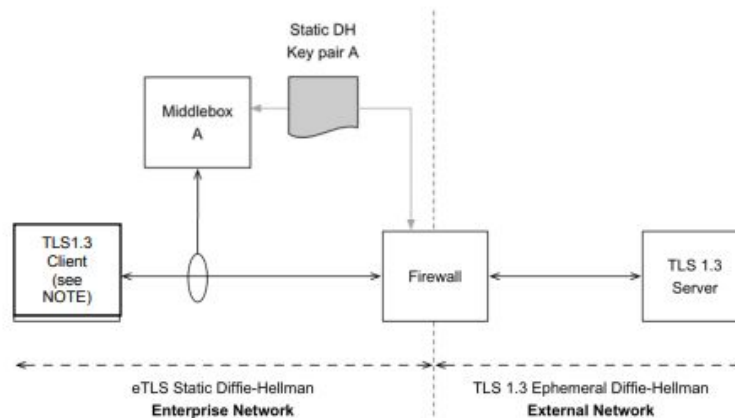 Static DH
Key pair A
Middlebox
A
TLS1.3
Client
(see
NOTE)
Firewall
TLS 1.3
Server
eTLS Static Diffie-Hellman
Enterprise Network
TLS 1.3 Ephemeral Diffie-Hellman
External Network